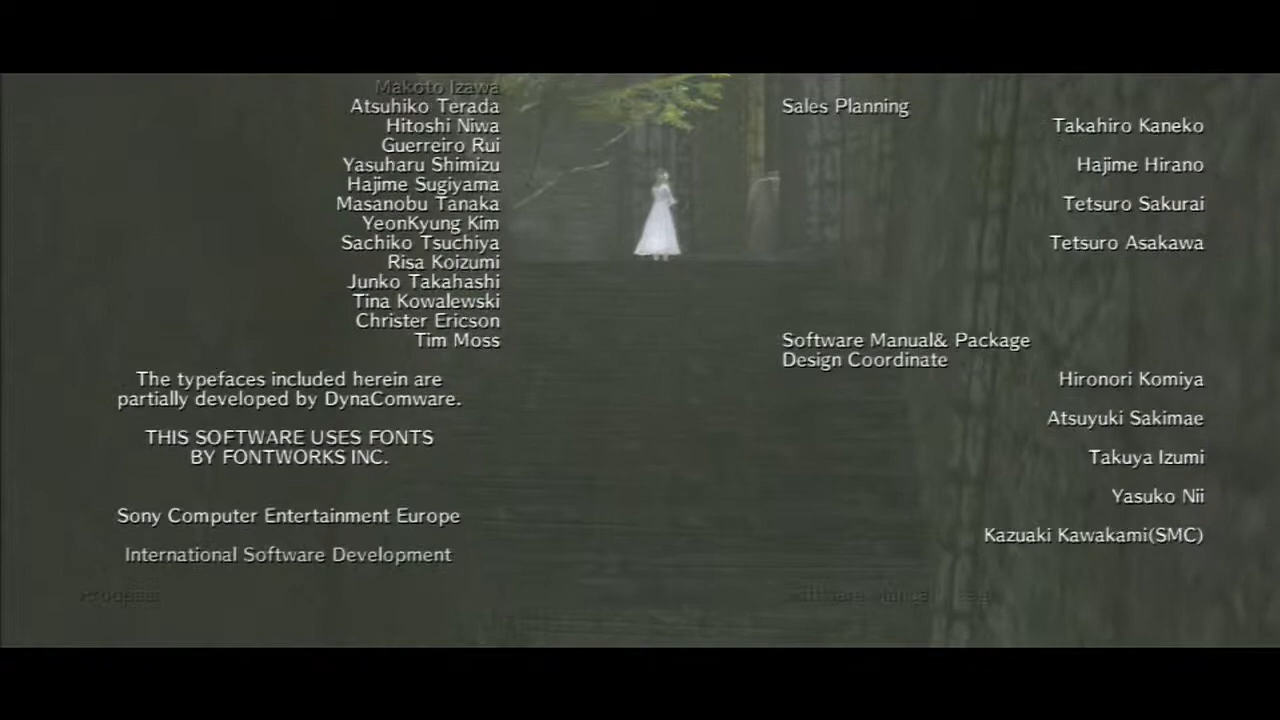 Makoto Izawa
Atsuhiko Terada
Hitoshi Niwa
Guerreiro Rui
Yasuharu Shimizu
Hajime Sugiyama
Masanobu Tanaka
YeonKyung Kim
Sachiko Tsuchiya
Risa Koizumi
Junko Takahashi
Tina Kowalewski
Christer Ericson
Tim Moss
The typefaces included herein are
partially developed by DynaComware.
THIS SOFTWARE USES FONTS
BY FONTWORKS INC.
Sony Computer Entertainment Europe
International Software Development
Sales Planning
Takahiro Kaneko
Hajime Hirano
Tetsuro Sakurai
Tetsuro Asakawa
Software Manual& Package
Design Coordinate
Hironori Komiya
Atsuyuki Sakimae
Takuya Izumi
Yasuko Nii
Kazuaki Kawakami(SMC)